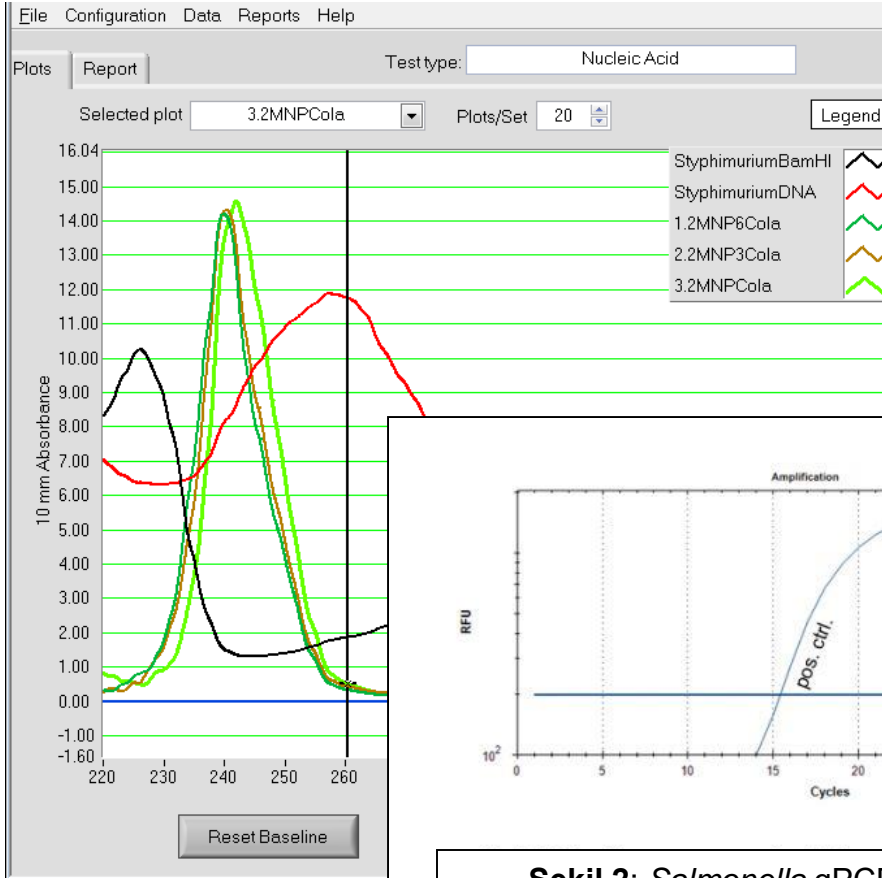 File Configuration Data Reports Help
Plots Report Test type: Nucleic Acid
Selected plot 3.2MNPCola Plots/Set 20 Legend
StyphimuriumBamHI
StyphimuriumDNA
1.2MNP6Cola
2.2MNP3Cola
3.2MNPCola
10 mm Absorbance
16.04
15.00
14.00
13.00
12.00
11.00
10.00
9.00
8.00
7.00
6.00
5.00
4.00
3.00
2.00
1.00
0.00
-1.00
-1.60
220 230 240 250 260
Reset Baseline
Amplification
RFU
pos. ctrl.
10²
0 5 10 15 20
Cycles